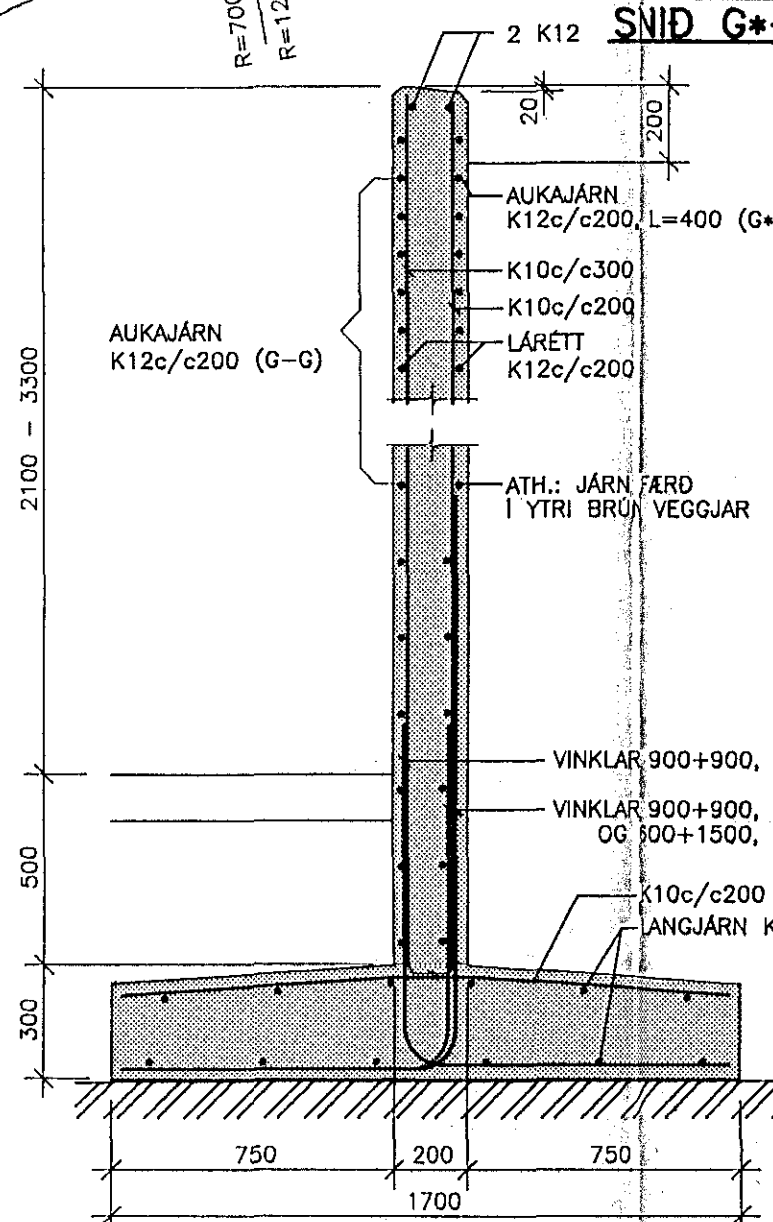 R=700
R=12
2 K12
SNIÐ G*
20
200
AUKAJÁRN
K12c/c200, L=400 (G*
K10c/c300
K10c/c200
LÁRÉTT
K12c/c200
AUKAJÁRN
K12c/c200 (G-G)
2100 - 3300
ATH.: JÁRN FÆRÐ
Í YTRI BRÚN VEGGJAR
VINKLAR 900+900,
VINKLAR 900+900,
OG 600+1500,
500
K10c/c200
LANGJÁRN K
300
750
200
750
1700